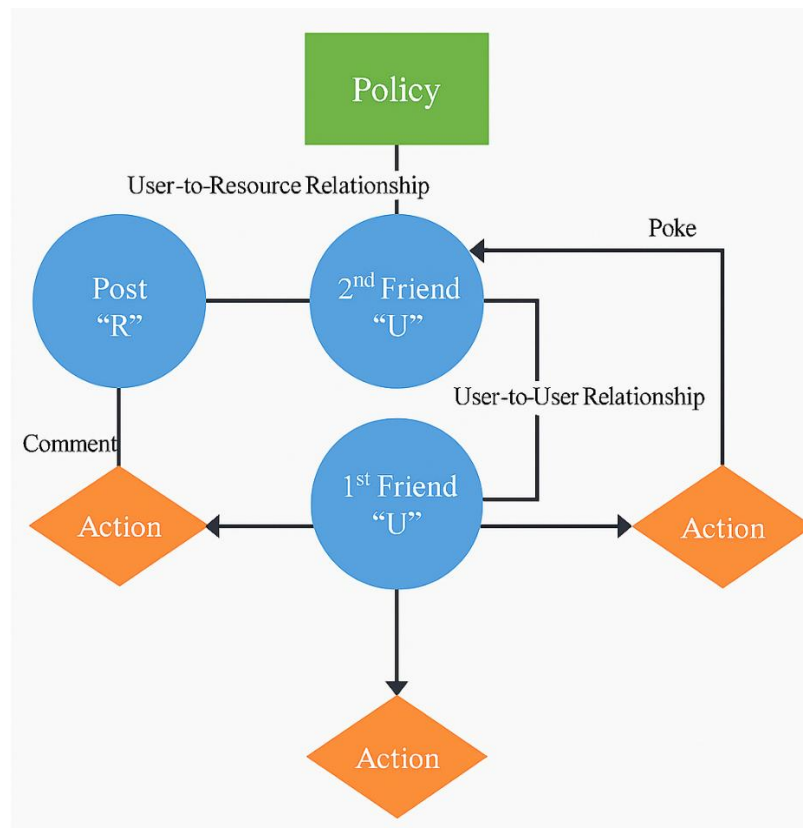 Policy
User-to-Resource Relationship
Poke
Post
“R”
2nd Friend
“U”
User-to-User Relationship
Comment
1st Friend
“U”
Action
Action
Action